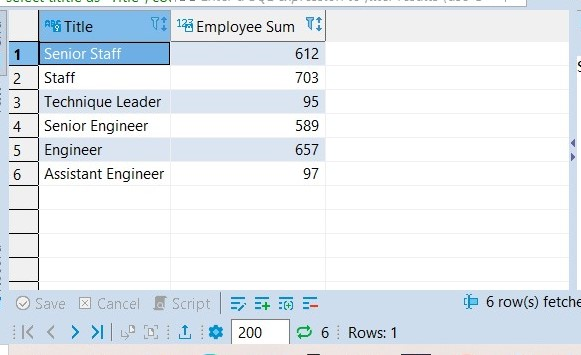 Title Employee Sum
1 Senior Staff 612
2 Staff 703
3 Technique Leader 95
4 Senior Engineer 589
5 Engineer 657
6 Assistant Engineer 97
Save Cancel Script 6 row(s) fetche
200 6 Rows: 1